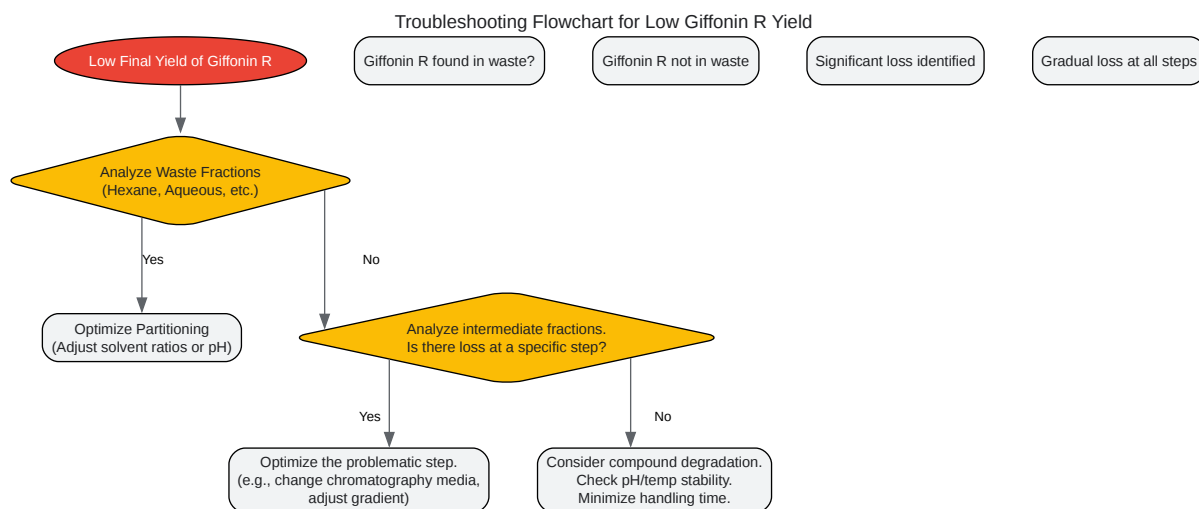 Troubleshooting Flowchart for Low Giffonin R Yield
Low Final Yield of Giffonin R
Giffonin R found in waste?
Giffonin R not in waste
Significant loss identified
Gradual loss at all steps
Analyze Waste Fractions
(Hexane, Aqueous, etc.)
Yes
No
Optimize Partitioning
(Adjust solvent ratios or pH)
Analyze intermediate fractions.
Is there loss at a specific step?
Yes
No
Optimize the problematic step.
(e.g., change chromatography media,
adjust gradient)
Consider compound degradation.
Check pH/temp stability.
Minimize handling time.